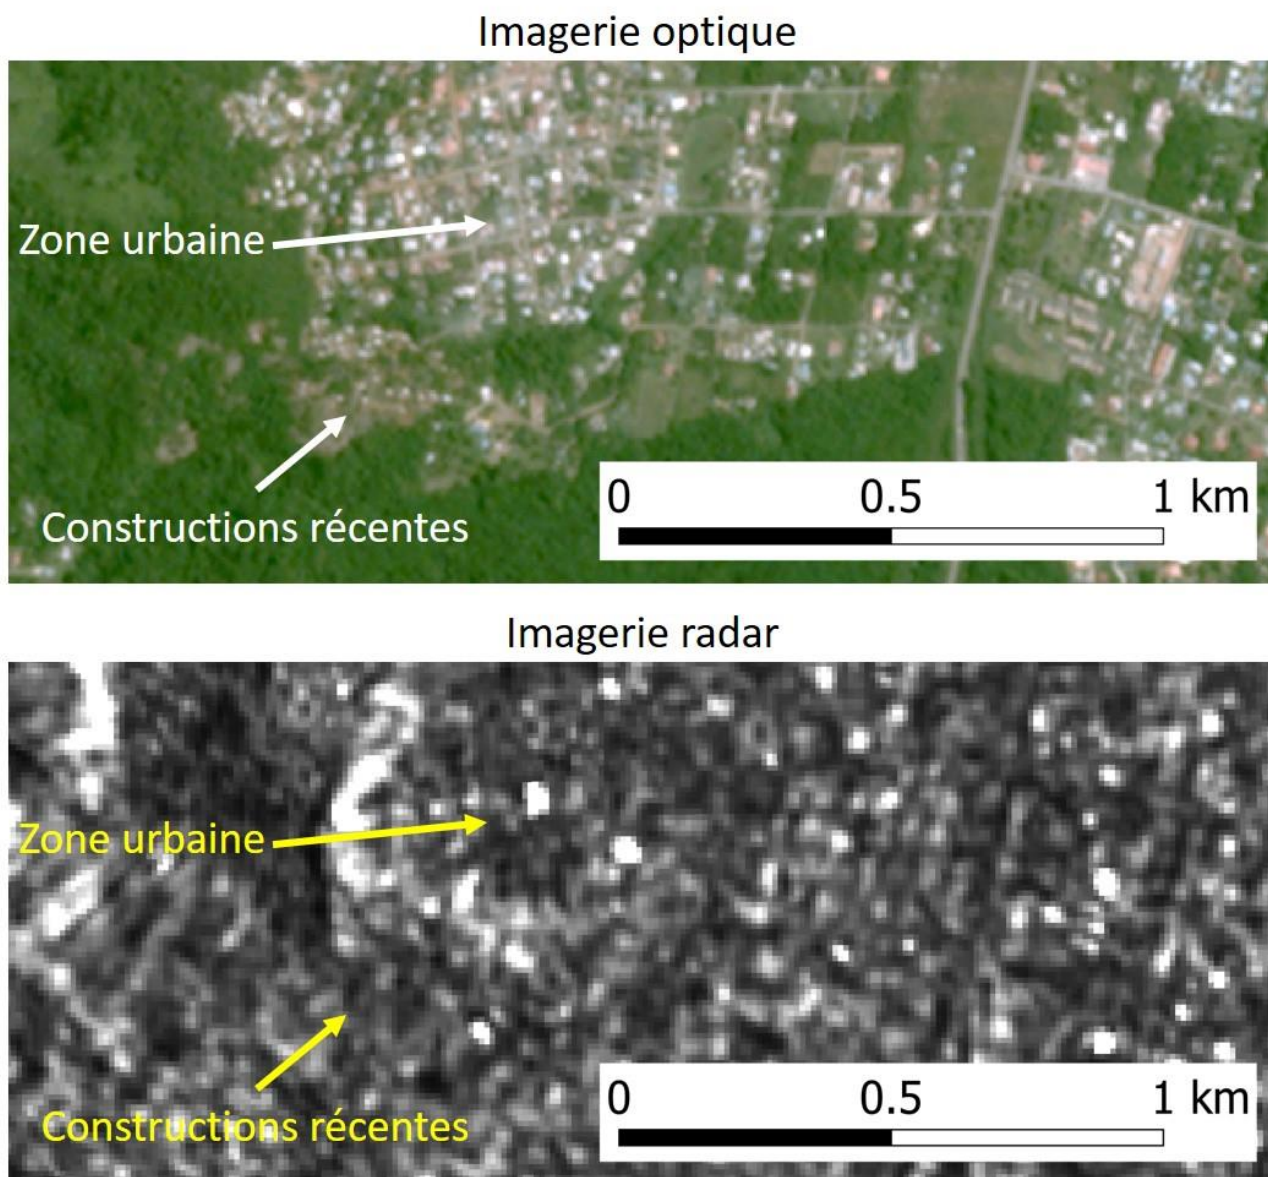 Imagerie optique
Zone urbaine
Constructions récentes
0 0.5 1 km
Imagerie radar
Zone urbaine
Constructions récentes
0 0.5 1 km